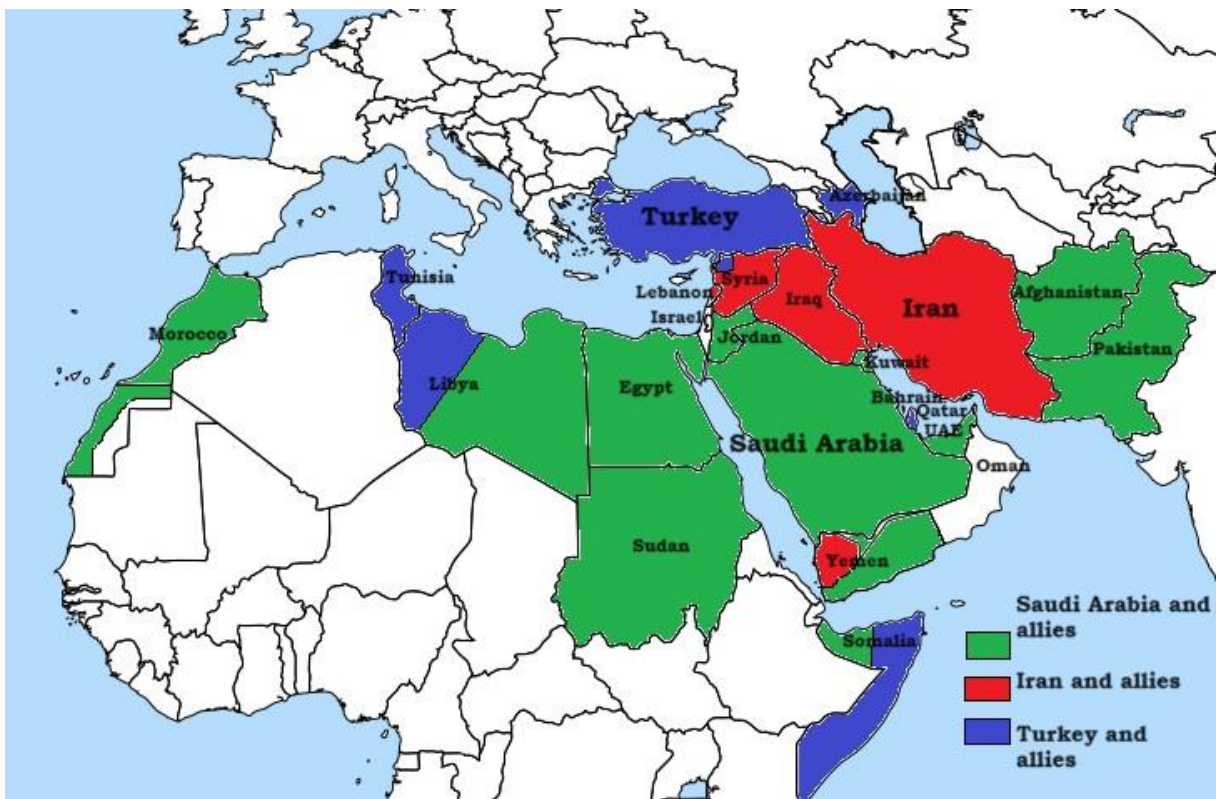 Turkey
Azerbaijan
Tunisia
Syria
Lebanon
Iraq
Iran
Afghanistan
Israel
Morocco
Jordan
Pakistan
Kuwait
Libya
Egypt
Bahrain
Qatar
UAE
Saudi Arabia
Oman
Sudan
Yemen
Somalia
Saudi Arabia and
allies
Iran and allies
Turkey and
allies